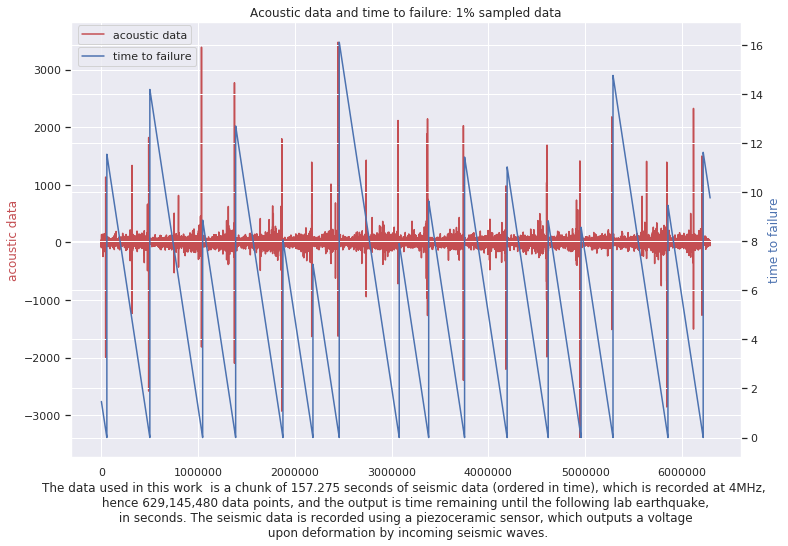 Acoustic data and time to failure: 1% sampled data
acoustic data
time to failure
3000
2000
1000
0
−1000
−2000
−3000
acoustic data
16
14
12
10
8
6
4
2
0
time to failure
0
1000000
2000000
3000000
4000000
5000000
6000000
The data used in this work  is a chunk of 157.275 seconds of seismic data (ordered in time), which is recorded at 4MHz,
hence 629,145,480 data points, and the output is time remaining until the following lab earthquake,
in seconds. The seismic data is recorded using a piezoceramic sensor, which outputs a voltage
upon deformation by incoming seismic waves.